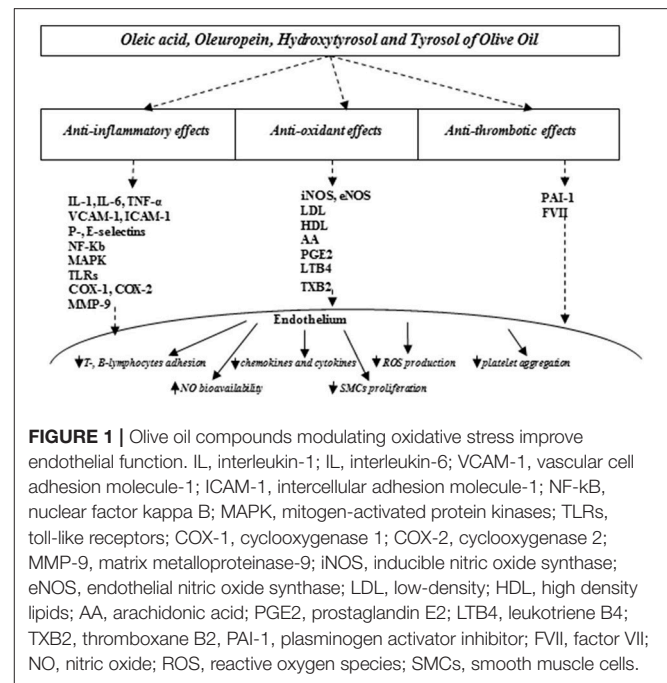 Oleic acid, Oleuropein, Hydroxytyrosol and Tyrosol of Olive Oil
Anti-inflammatory effects
Anti-oxidant effects
Anti-thrombotic effects
IL-1,IL-6, TNF-α
VCAM-1, ICAM-1
P-, E-selectins
NF-Kb
MAPK
TLRs
COX-1, COX-2
MMP-9
iNOS, eNOS
LDL
HDL
AA
PGE2
LTB4
TXB2,
PAI-1
FVII
Endothelium
↓T-, B-lymphocytes adhesion
↓chemokines and cytokines
↓ROS production
↓platelet aggregation
↑NO bioavailability
↓SMCs proliferation
FIGURE 1 | Olive oil compounds modulating oxidative stress improve
endothelial function. IL, interleukin-1; IL, interleukin-6; VCAM-1, vascular cell
adhesion molecule-1; ICAM-1, intercellular adhesion molecule-1; NF-kB,
nuclear factor kappa B; MAPK, mitogen-activated protein kinases; TLRs,
toll-like receptors; COX-1, cyclooxygenase 1; COX-2, cyclooxygenase 2;
MMP-9, matrix metalloproteinase-9; iNOS, inducible nitric oxide synthase;
eNOS, endothelial nitric oxide synthase; LDL, low-density; HDL, high density
lipids; AA, arachidonic acid; PGE2, prostaglandin E2; LTB4, leukotriene B4;
TXB2, thromboxane B2, PAI-1, plasminogen activator inhibitor; FVII, factor VII;
NO, nitric oxide; ROS, reactive oxygen species; SMCs, smooth muscle cells.